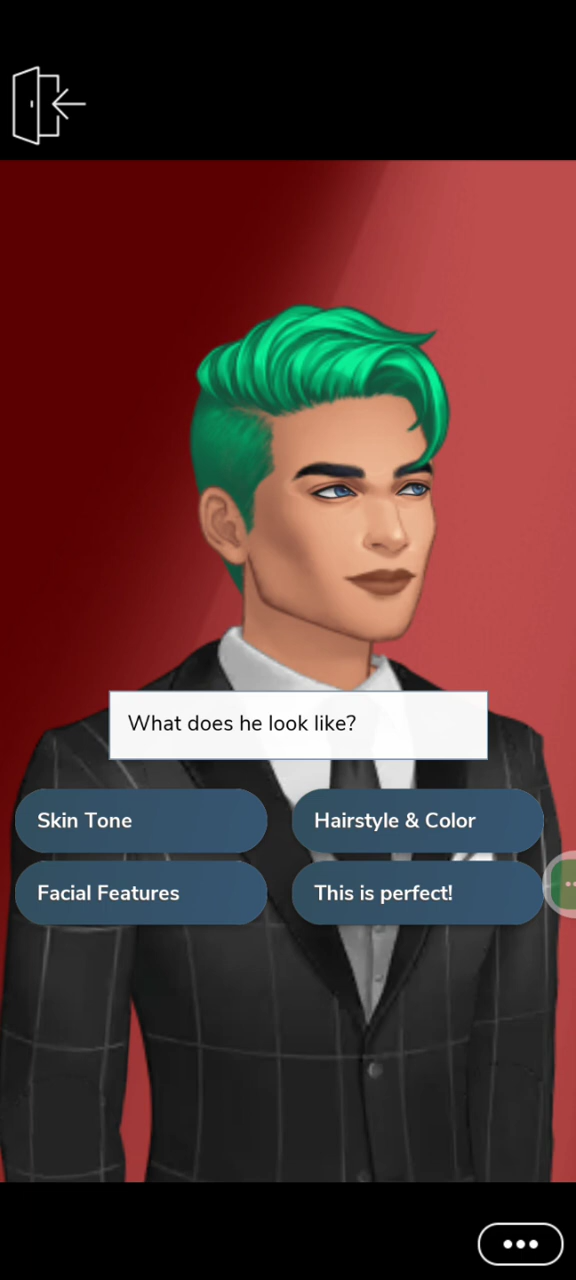 What does he look like?
Skin Tone
Hairstyle & Color
Facial Features
This is perfect!